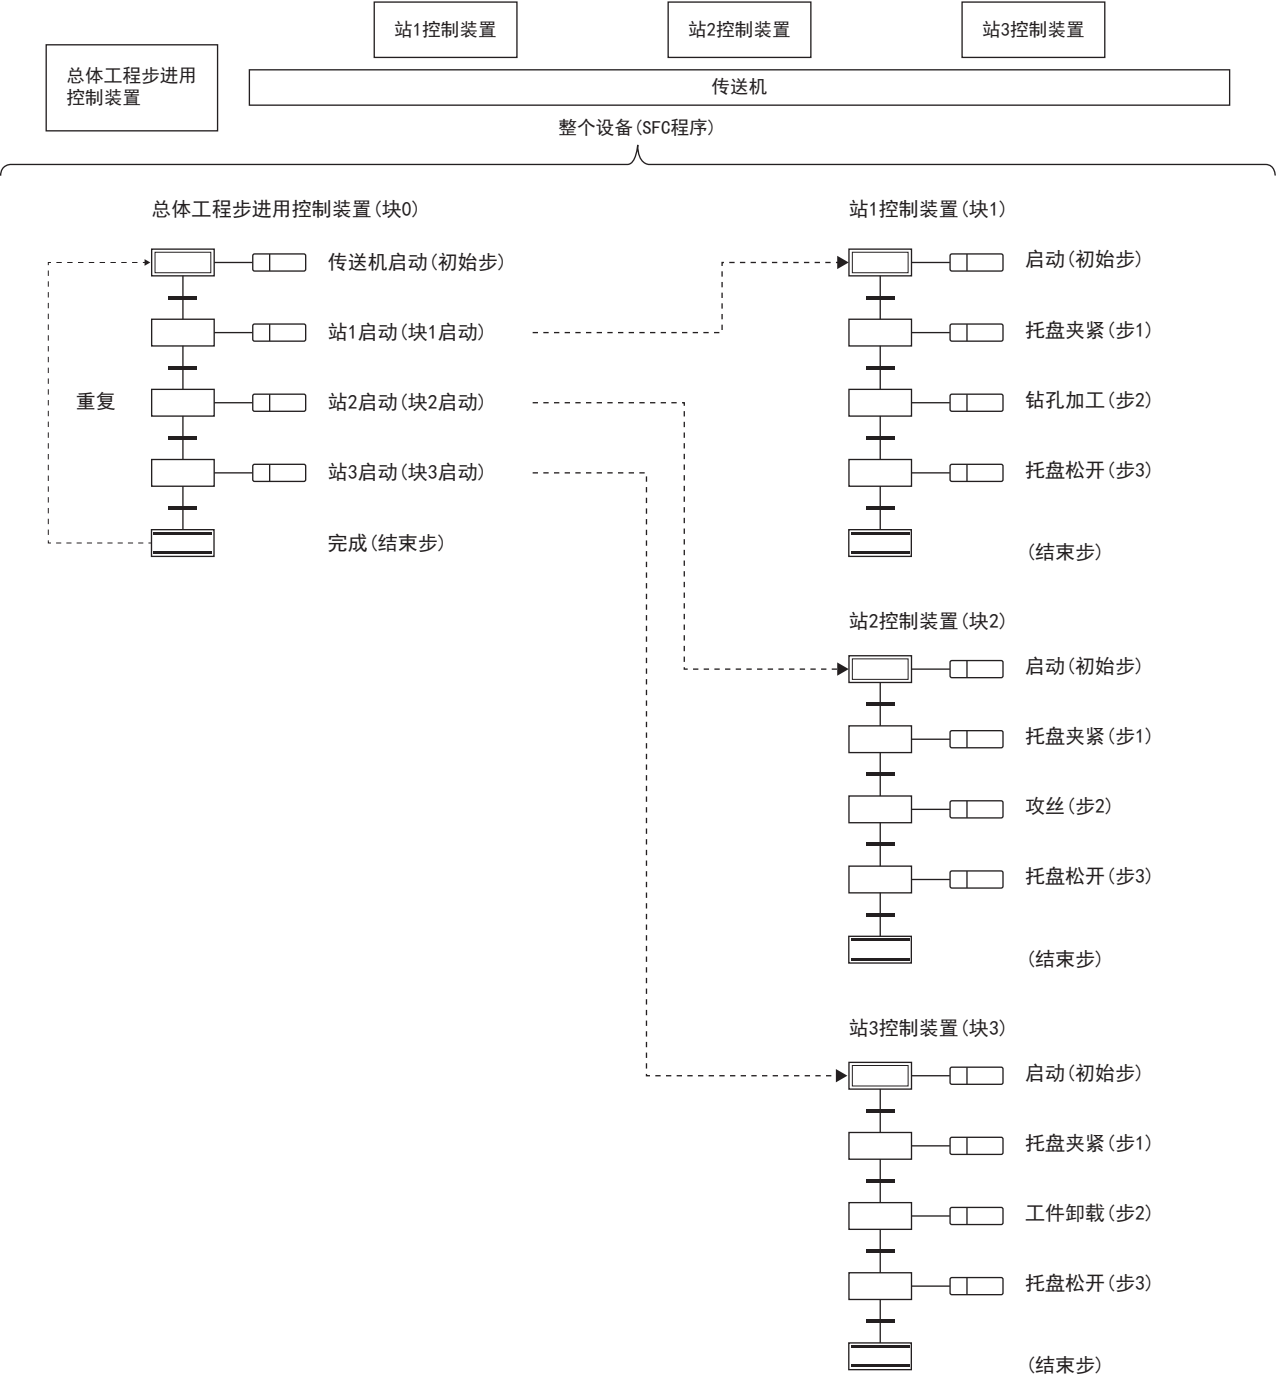 站1控制装置
站2控制装置
站3控制装置
总体工程步进用
控制装置
传送机
整个设备(SFC程序)
总体工程步进用控制装置(块0)
传送机启动(初始步)
站1启动(块1启动)
重复
站2启动(块2启动)
站3启动(块3启动)
完成(结束步)
站1控制装置(块1)
启动(初始步)
托盘夹紧(步1)
钻孔加工(步2)
托盘松开(步3)
(结束步)
站2控制装置(块2)
启动(初始步)
托盘夹紧(步1)
攻丝(步2)
托盘松开(步3)
(结束步)
站3控制装置(块3)
启动(初始步)
托盘夹紧(步1)
工件卸载(步2)
托盘松开(步3)
(结束步)